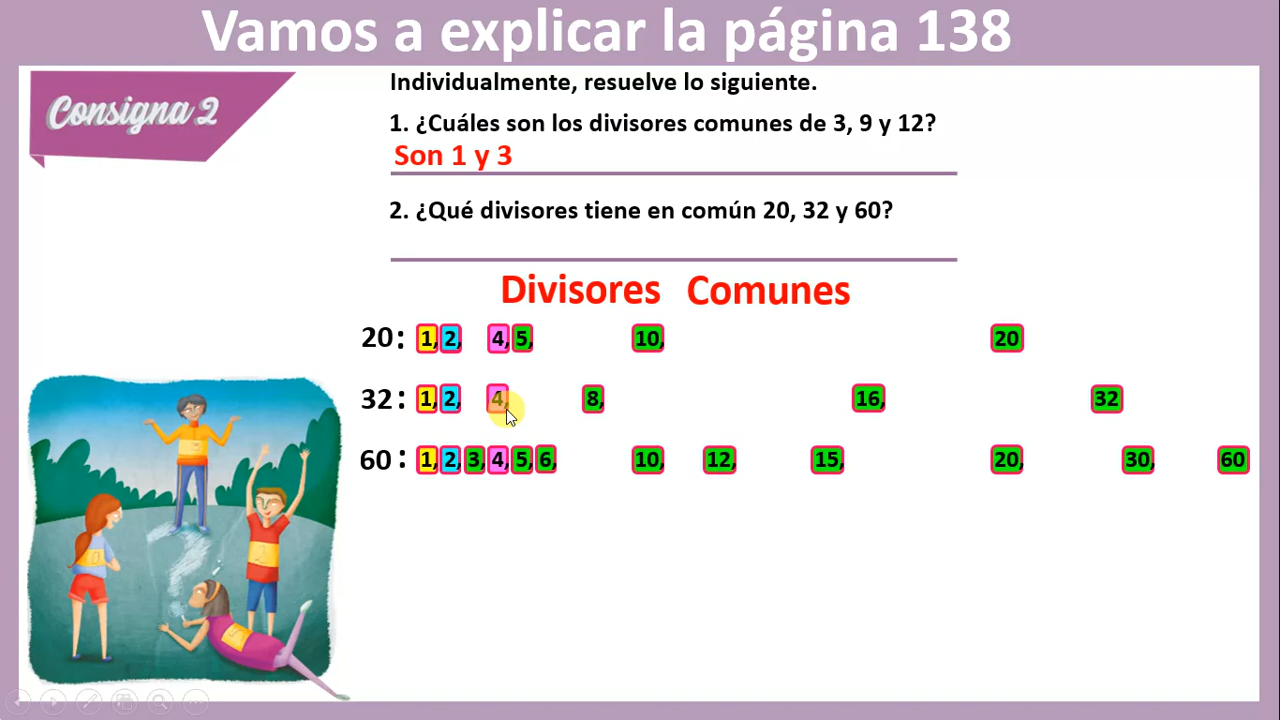 Vamos a explicar la página 138
Consigna 2
Individualmente, resuelve lo siguiente.
1. ¿Cuáles son los divisores comunes de 3, 9 y 12?
Son 1 y 3
2. ¿Qué divisores tiene en común 20, 32 y 60?
Divisores Comunes
20: 1, 2, 4, 5, 10, 20
32: 1, 2, 4, 8, 16, 32
60: 1, 2, 3, 4, 5, 6, 10, 12, 15, 20, 30, 60